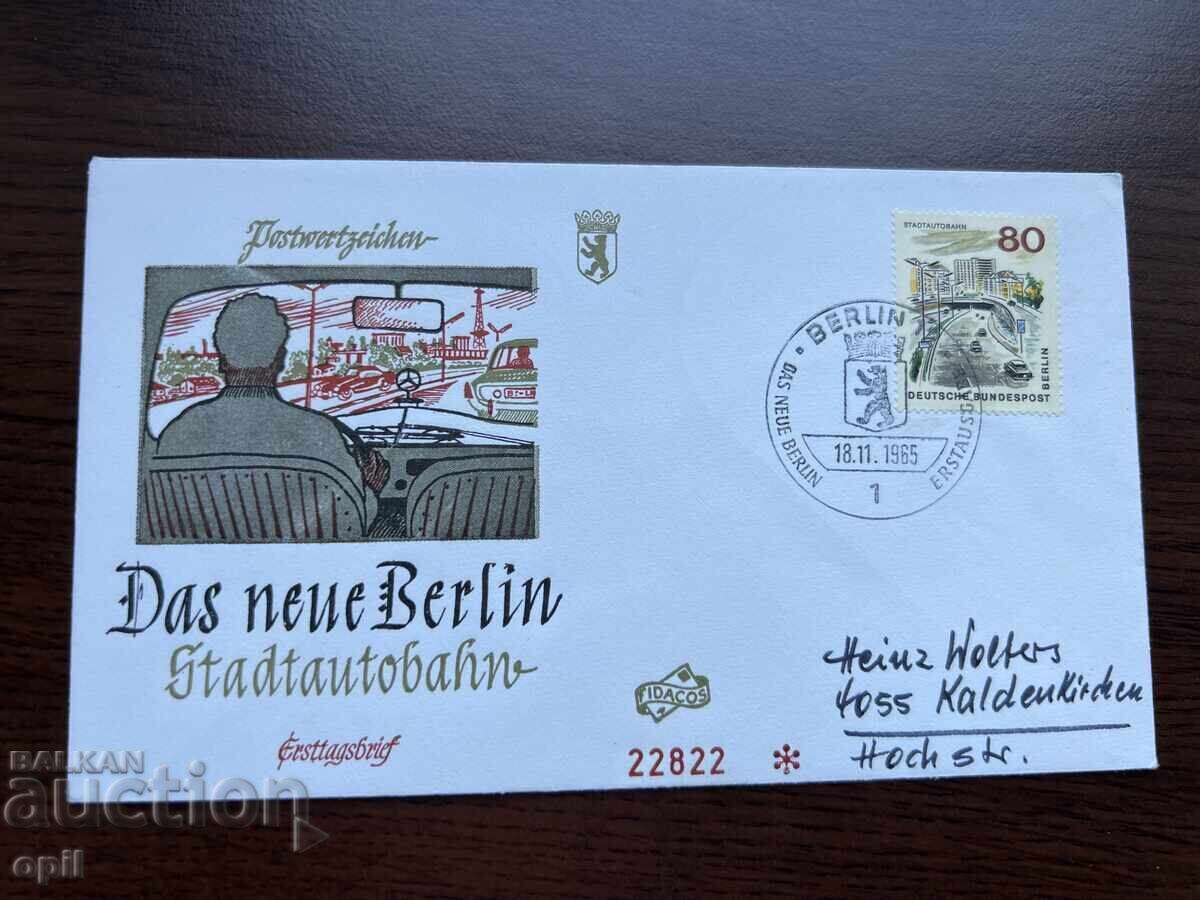 Postwertzeichen
STADTAUTOBAHN
80
DEUTSCHE BUNDESPOST
BERLIN
BERLIN
DAS NEUE BERLIN
18.11.1965
1
Das neue Berlin
Stadtautobahn
Ersttagsbrief
FIDACOS
22822 *
Heinz Wolters
4055 Kaldenkirchen
Hochstr.
BALKAN
auction
opil